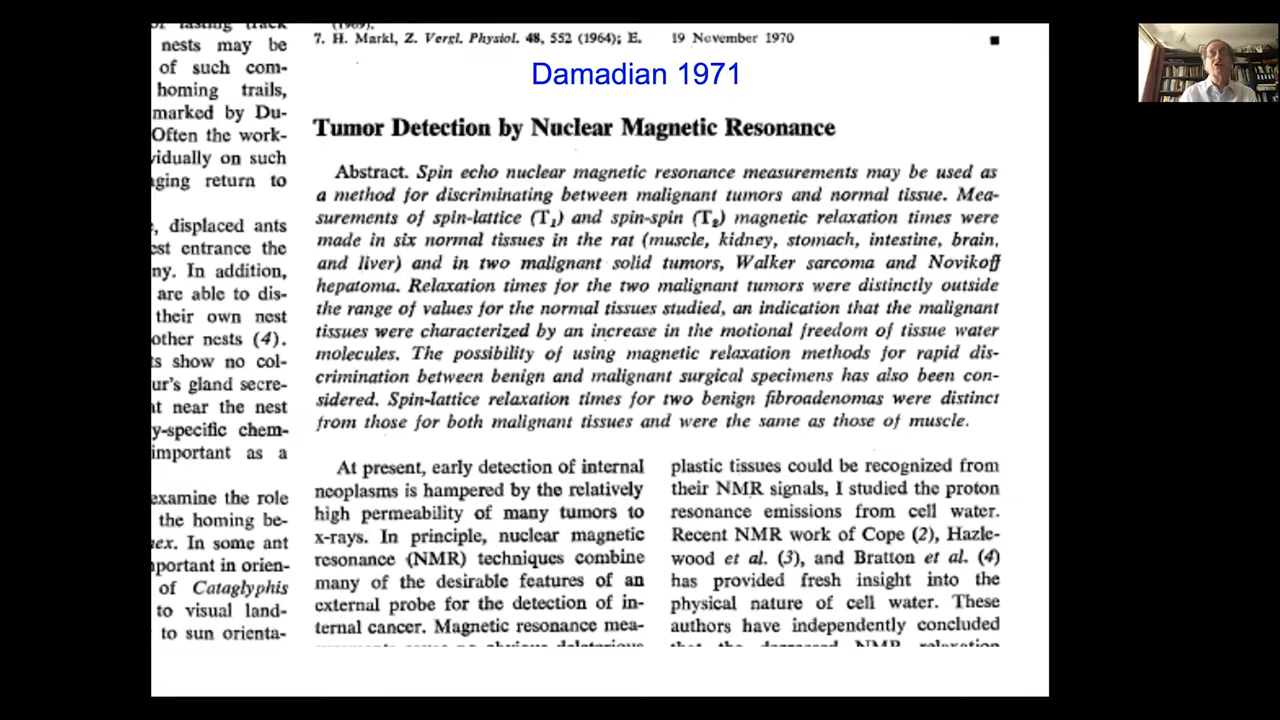 nests may be
of such com-
homing trails,
marked by Du-
Often the work-
vidually on such
ging return to
, displaced ants
est entrance the
ny. In addition,
are able to dis-
their own nest
other nests (4).
s show no col-
ur's gland secre-
at near the nest
y-specific chem-
important as a
examine the role
the homing be-
nex. In some ant
portant in orien-
of Cataglyphis
to visual land-
to sun orienta-
7. H. Markl, Z. Vergl. Physiol. 48, 552 (1964); E.
19 November 1970
Damadian 1971
Tumor Detection by Nuclear Magnetic Resonance
Abstract. Spin echo nuclear magnetic resonance measurements may be used as
a method for discriminating between malignant tumors and normal tissue. Mea-
surements of spin-lattice (T₁) and spin-spin (T₂) magnetic relaxation times were
made in six normal tissues in the rat (muscle, kidney, stomach, intestine, brain,
and liver) and in two malignant solid tumors, Walker sarcoma and Novikoff
hepatoma. Relaxation times for the two malignant tumors were distinctly outside
the range of values for the normal tissues studied, an indication that the malignant
tissues were characterized by an increase in the motional freedom of tissue water
molecules. The possibility of using magnetic relaxation methods for rapid dis-
crimination between benign and malignant surgical specimens has also been con-
sidered. Spin-lattice relaxation times for two benign fibroadenomas were distinct
from those for both malignant tissues and were the same as those of muscle.
At present, early detection of internal
neoplasms is hampered by the relatively
high permeability of many tumors to
x-rays. In principle, nuclear magnetic
resonance (NMR) techniques combine
many of the desirable features of an
external probe for the detection of in-
ternal cancer. Magnetic resonance mea-
plastic tissues could be recognized from
their NMR signals, I studied the proton
resonance emissions from cell water.
Recent NMR work of Cope (2), Hazle-
wood et al. (3), and Bratton et al. (4)
has provided fresh insight into the
physical nature of cell water. These
authors have independently concluded